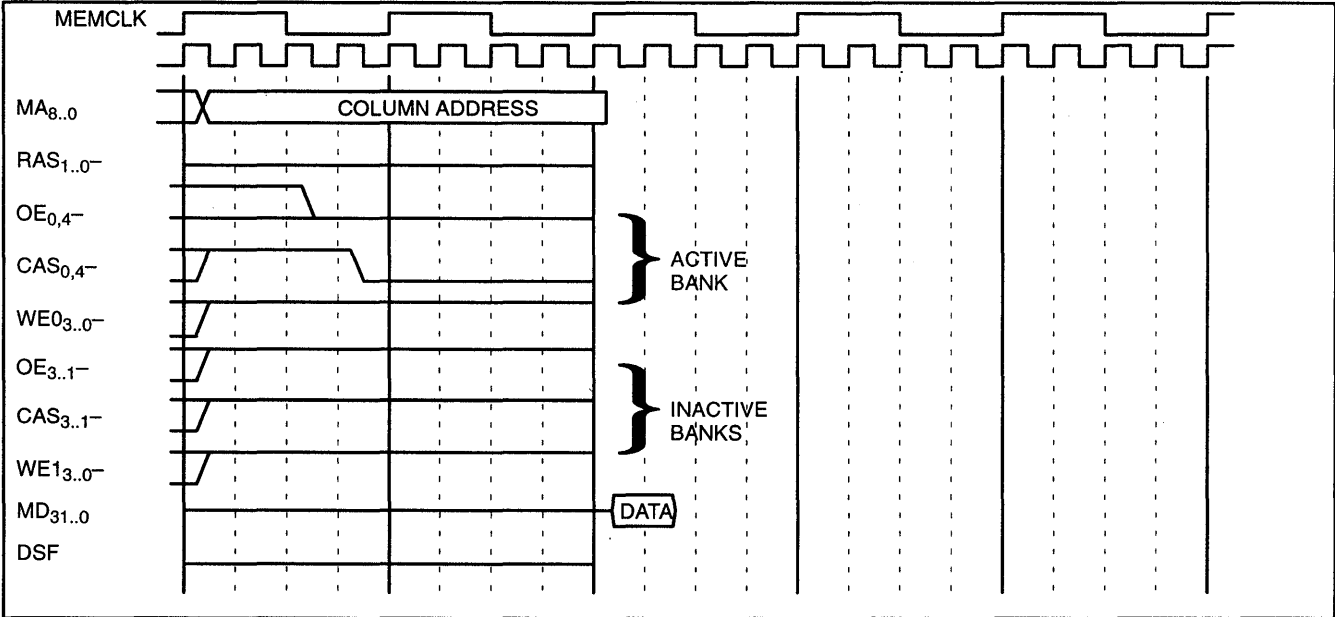 MEMCLK
MA8..0
COLUMN ADDRESS
RAS1..0–
OE0,4–
CAS0,4–
ACTIVE
BANK
WE03..0–
OE3..1–
CAS3..1–
INACTIVE
BANKS
WE13..0–
MD31..0
DATA
DSF